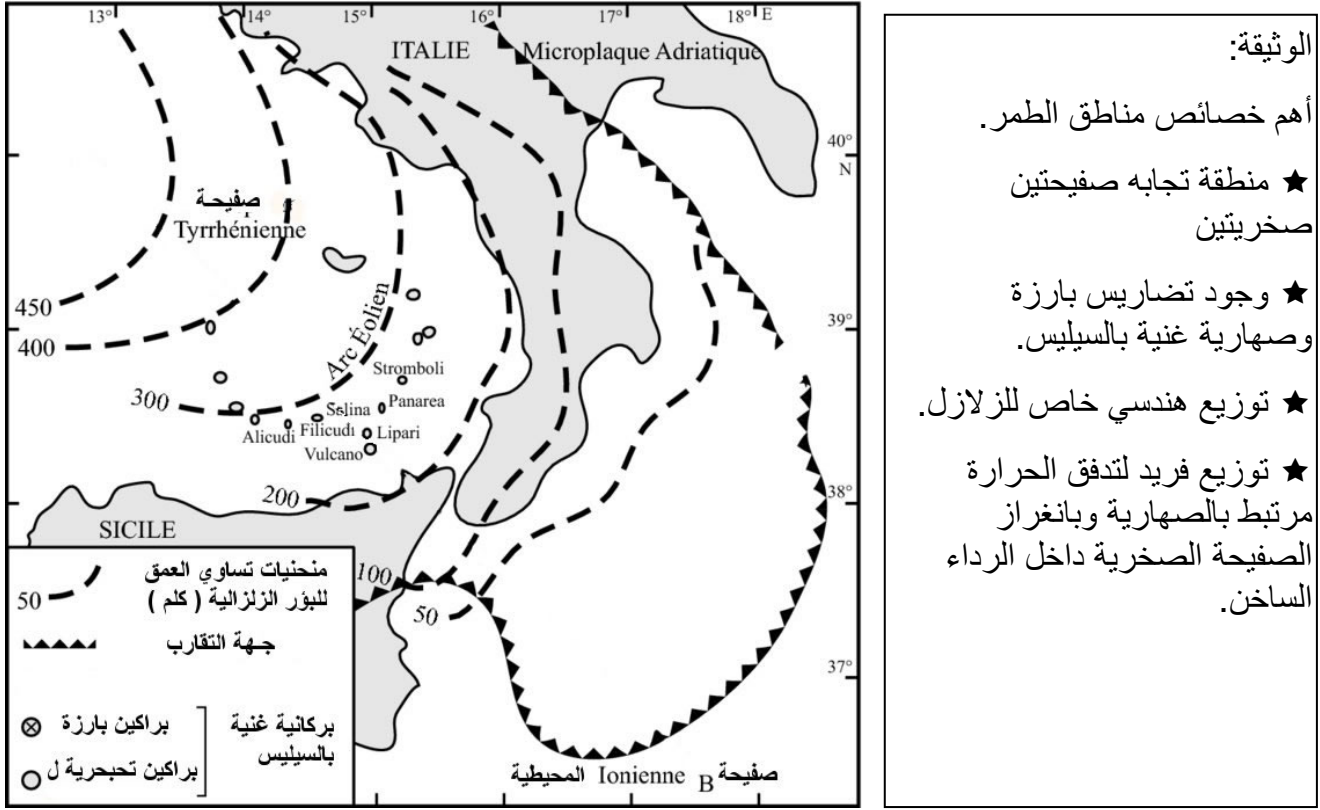 13° 14° 15° 16° 17° 18° E
ITALIE
Microplaque Adriatique
40°
N
صفيحة
Tyrrhénienne
450
400
39°
Arc Éolien
Stromboli
300
Salina
Panarea
Alicudi
Filicudi
Lipari
Vulcano
200
38°
SICILE
100
50
37°
منحنيات تساوي العمق
للبؤر الزلزالية ( كلم )
50
جهة التقارب
بركانية غنية
بالسيليس
براكين بارزة
براكين تحبحرية ل
صفيحة B Ionienne المحيطية
الوثيقة:
أهم خصائص مناطق الطمر.
★ منطقة تجابه صفيحتين
صخريتين
★ وجود تضاريس بارزة
وصهارية غنية بالسيليس.
★ توزيع هندسي خاص للزلازل.
★ توزيع فريد لتدفق الحرارة
مرتبط بالصهارية وبانغراز
الصفيحة الصخرية داخل الرداء
الساخن.